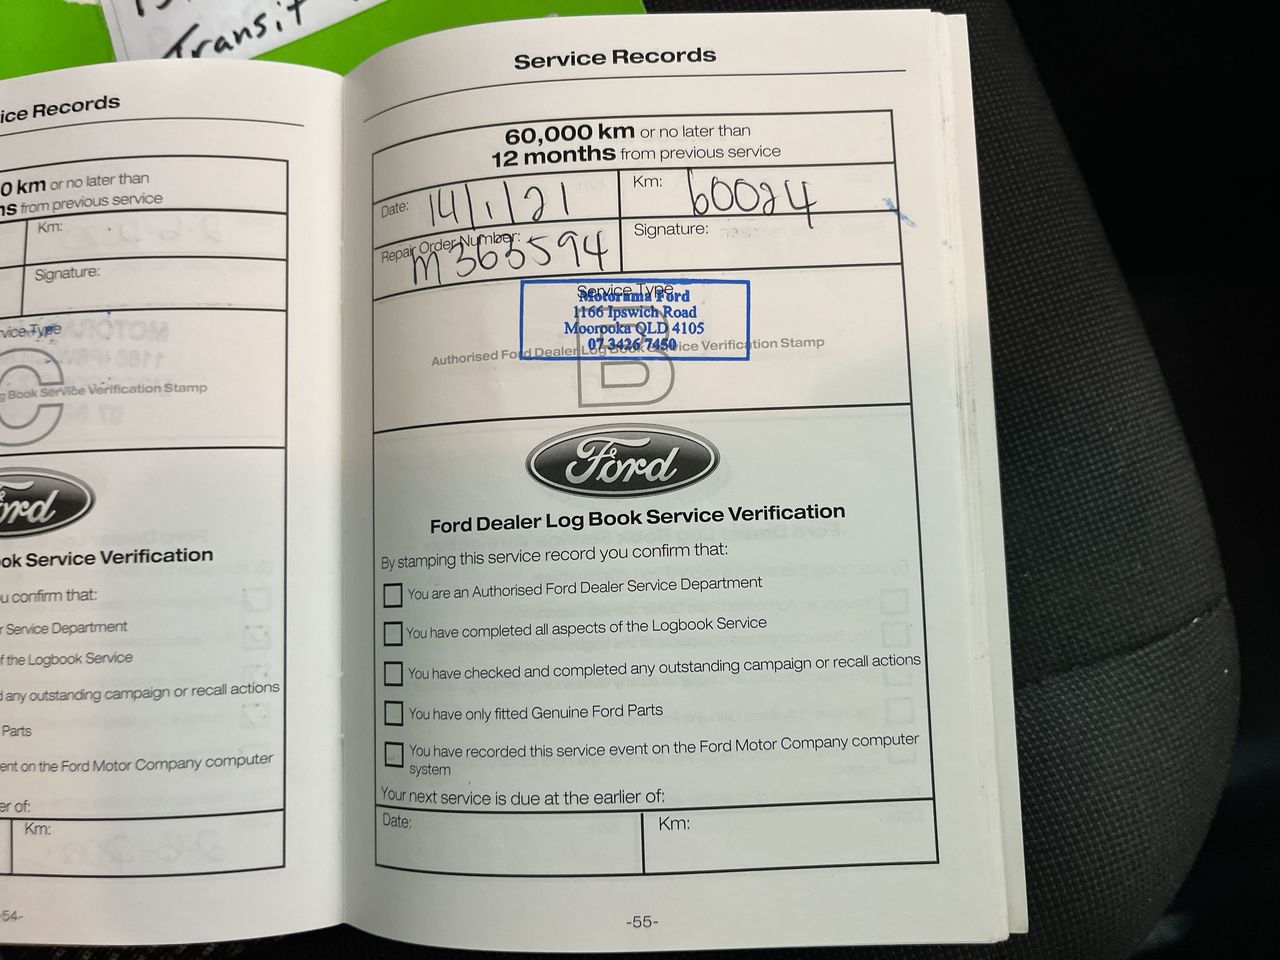 Transit
ice Records
0 km or no later than
ns from previous service
Km:
Signature:
vice Type
C
g Book Service Verification Stamp
ord
ok Service Verification
u confirm that:
r Service Department
f the Logbook Service
d any outstanding campaign or recall actions
Parts
ent on the Ford Motor Company computer
er of:
Km:
-54-
Service Records
60,000 km or no later than
12 months from previous service
Date: 14/1/21 Km: 60024
Repair Order Number: M363594 Signature:
Service Type
Motorama Ford
1166 Ipswich Road
Moorooka QLD 4105
07 3426 7450
B
Authorised Ford Dealer Log Book Service Verification Stamp
Ford
Ford Dealer Log Book Service Verification
By stamping this service record you confirm that:
You are an Authorised Ford Dealer Service Department
You have completed all aspects of the Logbook Service
You have checked and completed any outstanding campaign or recall actions
You have only fitted Genuine Ford Parts
You have recorded this service event on the Ford Motor Company computer
system
Your next service is due at the earlier of:
Date: Km:
-55-